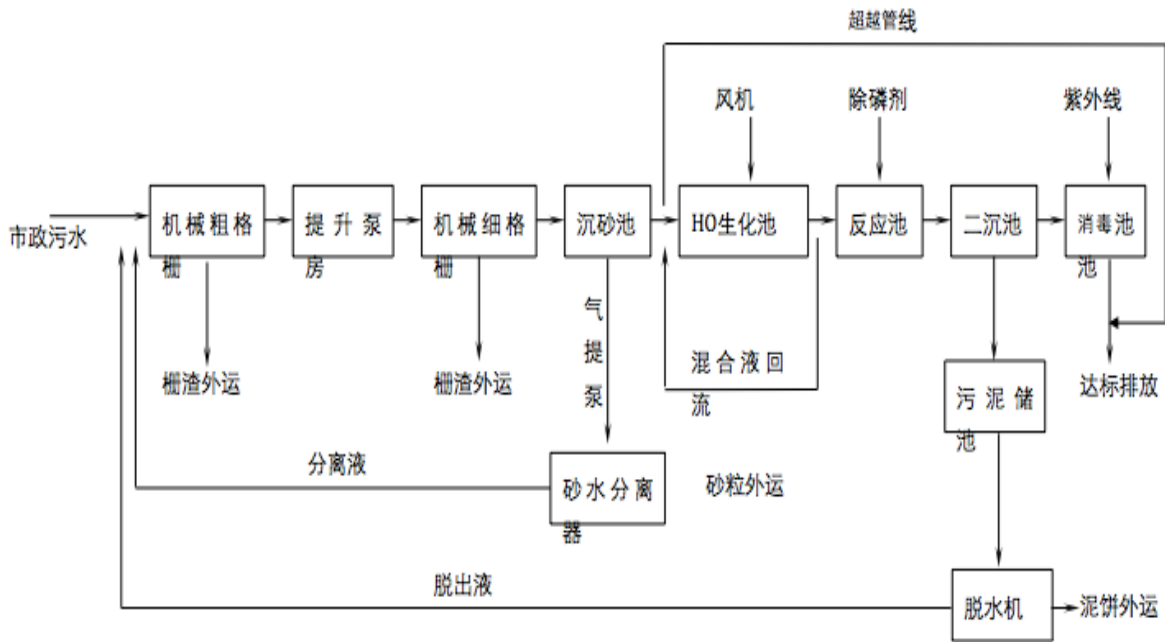 超越管线
风机
除磷剂
紫外线
市政污水
机械粗格
栅
提升泵
房
机械细格
栅
沉砂池
HO生化池
反应池
二沉池
消毒池
池
栅渣外运
栅渣外运
气
提
泵
混合液回
流
污泥储
池
达标排放
分离液
砂水分离
器
砂粒外运
脱出液
脱水机
泥饼外运